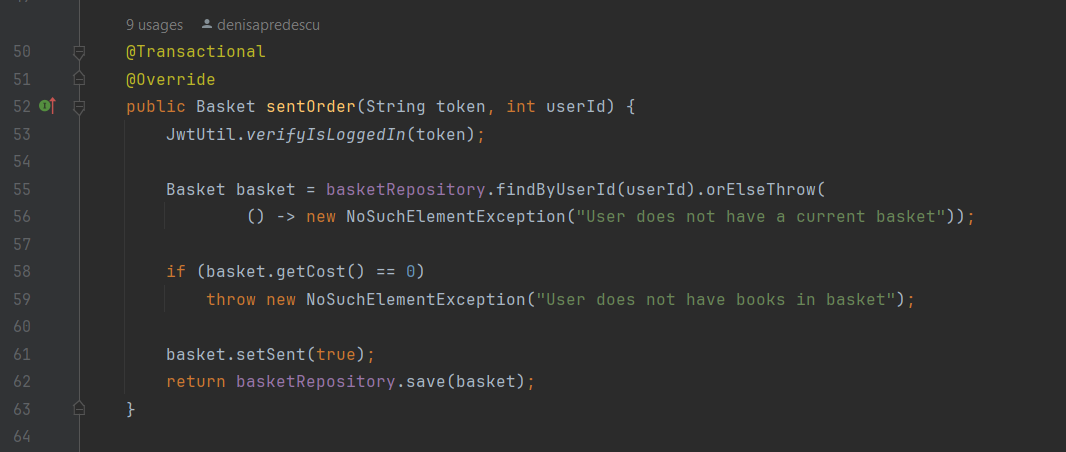 9 usages denisapredescu
50 @Transactional
51 @Override
52 public Basket sentOrder(String token, int userId) {
53 JwtUtil.verifyIsLoggedIn(token);
54
55 Basket basket = basketRepository.findByUserId(userId).orElseThrow(
56 () -> new NoSuchElementException("User does not have a current basket"));
57
58 if (basket.getCost() == 0)
59 throw new NoSuchElementException("User does not have books in basket");
60
61 basket.setSent(true);
62 return basketRepository.save(basket);
63 }
64